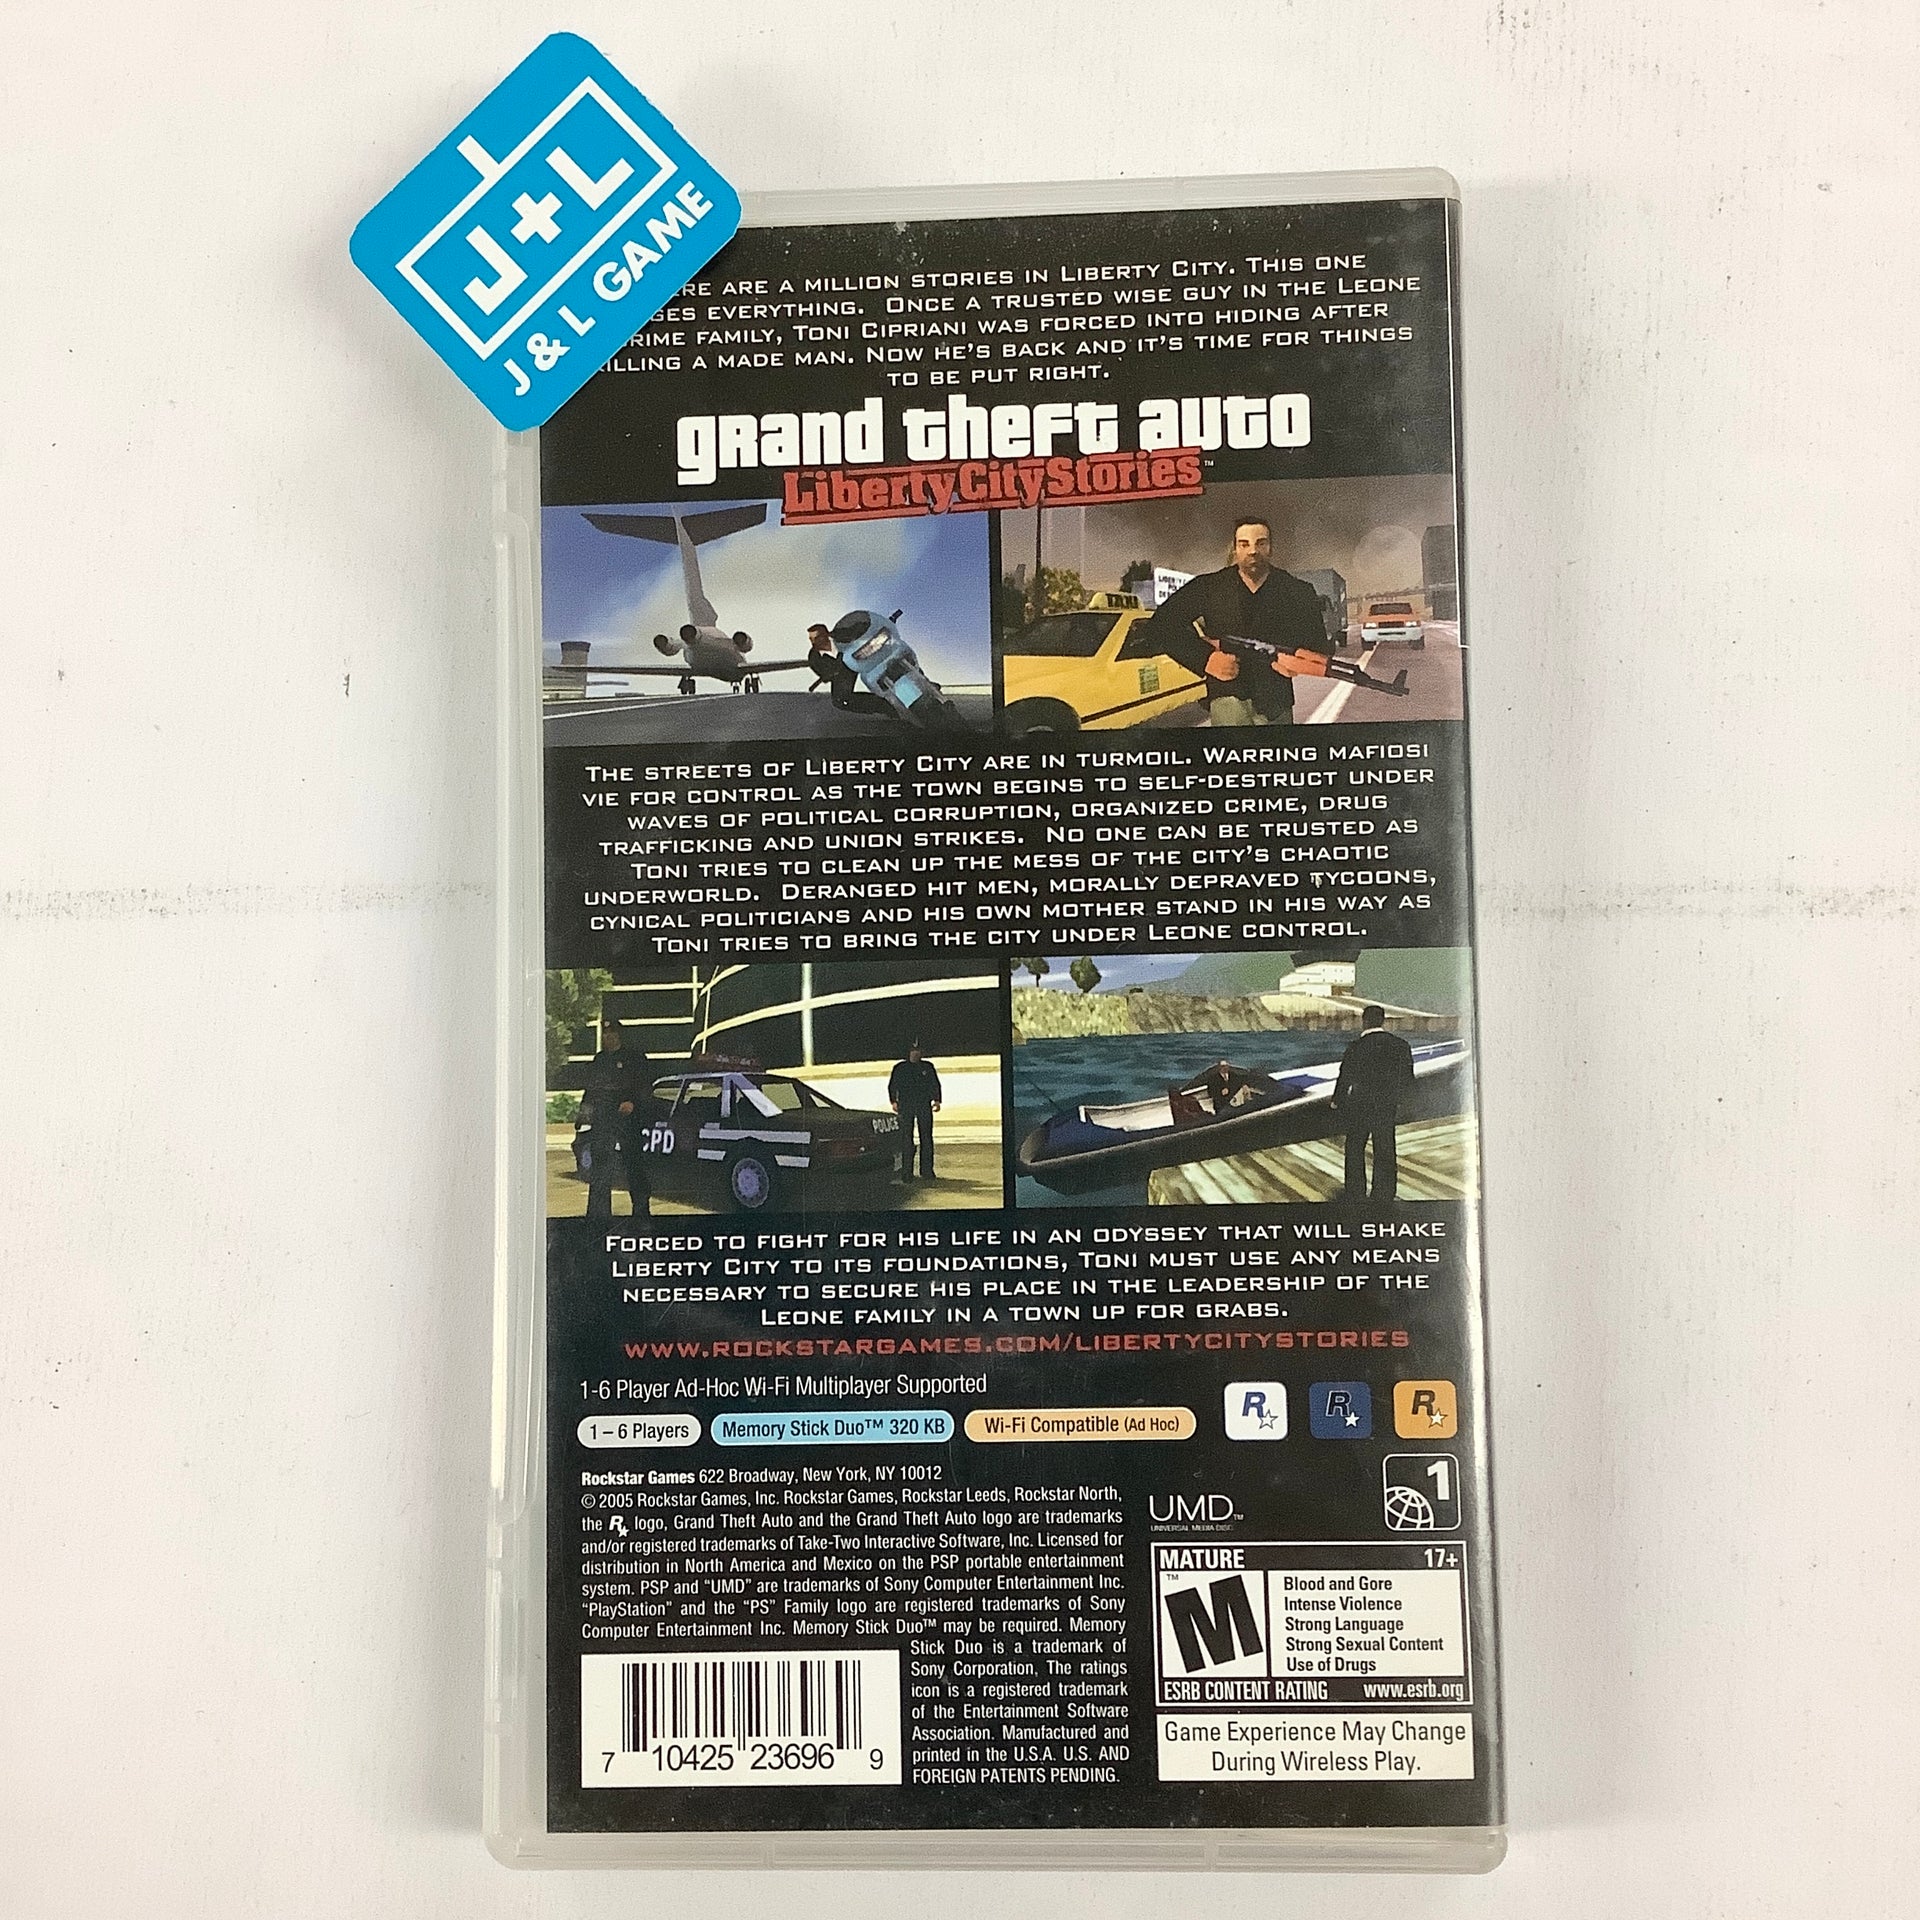 J+L
J & L GAME
ARE A MILLION STORIES IN LIBERTY CITY. THIS ONE
EVERYTHING. ONCE A TRUSTED WISE GUY IN THE LEONE
FAMILY, TONI CIPRIANI WAS FORCED INTO HIDING AFTER
A MADE MAN. NOW HE'S BACK AND IT'S TIME FOR THINGS
TO BE PUT RIGHT.
grand theft auto
Liberty City Stories™
TAXI
THE STREETS OF LIBERTY CITY ARE IN TURMOIL. WARRING MAFIOSI
VIE FOR CONTROL AS THE TOWN BEGINS TO SELF-DESTRUCT UNDER
WAVES OF POLITICAL CORRUPTION, ORGANIZED CRIME, DRUG
TRAFFICKING AND UNION STRIKES. NO ONE CAN BE TRUSTED AS
TONI TRIES TO CLEAN UP THE MESS OF THE CITY'S CHAOTIC
UNDERWORLD. DERANGED HIT MEN, MORALLY DEPRAVED TYCOONS,
CYNICAL POLITICIANS AND HIS OWN MOTHER STAND IN HIS WAY AS
TONI TRIES TO BRING THE CITY UNDER LEONE CONTROL.
POLICE
FORCED TO FIGHT FOR HIS LIFE IN AN ODYSSEY THAT WILL SHAKE
LIBERTY CITY TO ITS FOUNDATIONS, TONI MUST USE ANY MEANS
NECESSARY TO SECURE HIS PLACE IN THE LEADERSHIP OF THE
LEONE FAMILY IN A TOWN UP FOR GRABS.
WWW.ROCKSTARGAMES.COM/LIBERTYCITYSTORIES
1-6 Player Ad-Hoc Wi-Fi Multiplayer Supported
1 – 6 Players
Memory Stick Duo™ 320 KB
Wi-Fi Compatible (Ad Hoc)
R R R
Rockstar Games 622 Broadway, New York, NY 10012
© 2005 Rockstar Games, Inc. Rockstar Games, Rockstar Leeds, Rockstar North,
the R logo, Grand Theft Auto and the Grand Theft Auto logo are trademarks
and/or registered trademarks of Take-Two Interactive Software, Inc. Licensed for
distribution in North America and Mexico on the PSP portable entertainment
system. PSP and "UMD" are trademarks of Sony Computer Entertainment Inc.
"PlayStation" and the "PS" Family logo are registered trademarks of Sony
Computer Entertainment Inc. Memory Stick Duo™ may be required. Memory
Stick Duo is a trademark of
Sony Corporation. The ratings
icon is a registered trademark
of the Entertainment Software
Association. Manufactured and
printed in the U.S.A. U.S. AND
FOREIGN PATENTS PENDING.
7 10425 23696 9
UMD™
UNIVERSAL MEDIA DISC
1
MATURE 17+
M™
Blood and Gore
Intense Violence
Strong Language
Strong Sexual Content
Use of Drugs
ESRB CONTENT RATING www.esrb.org
Game Experience May Change
During Wireless Play.